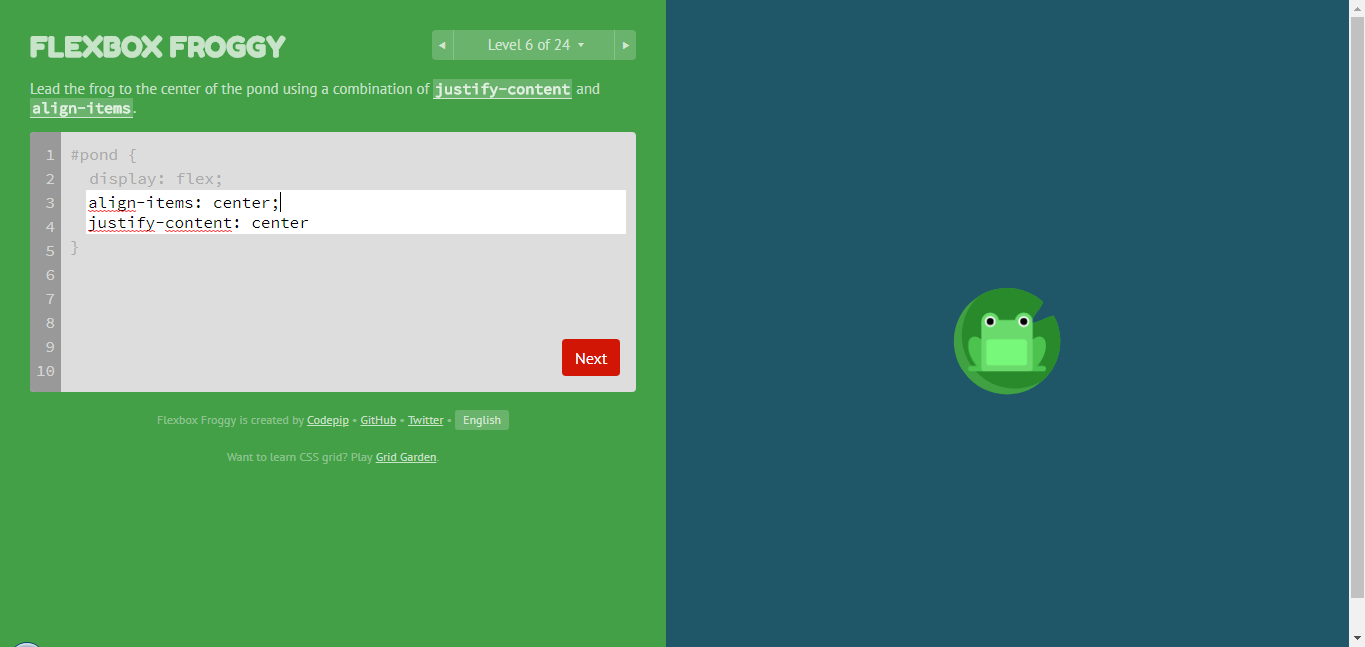 FLEXBOX FROGGY
◀ Level 6 of 24 ▾ ▶
Lead the frog to the center of the pond using a combination of justify-content and
align-items.
1 #pond {
2 display: flex;
3 align-items: center;
4 justify-content: center
5 }
6
7
8
9
10
Next
Flexbox Froggy is created by Codepip • GitHub • Twitter • English
Want to learn CSS grid? Play Grid Garden.